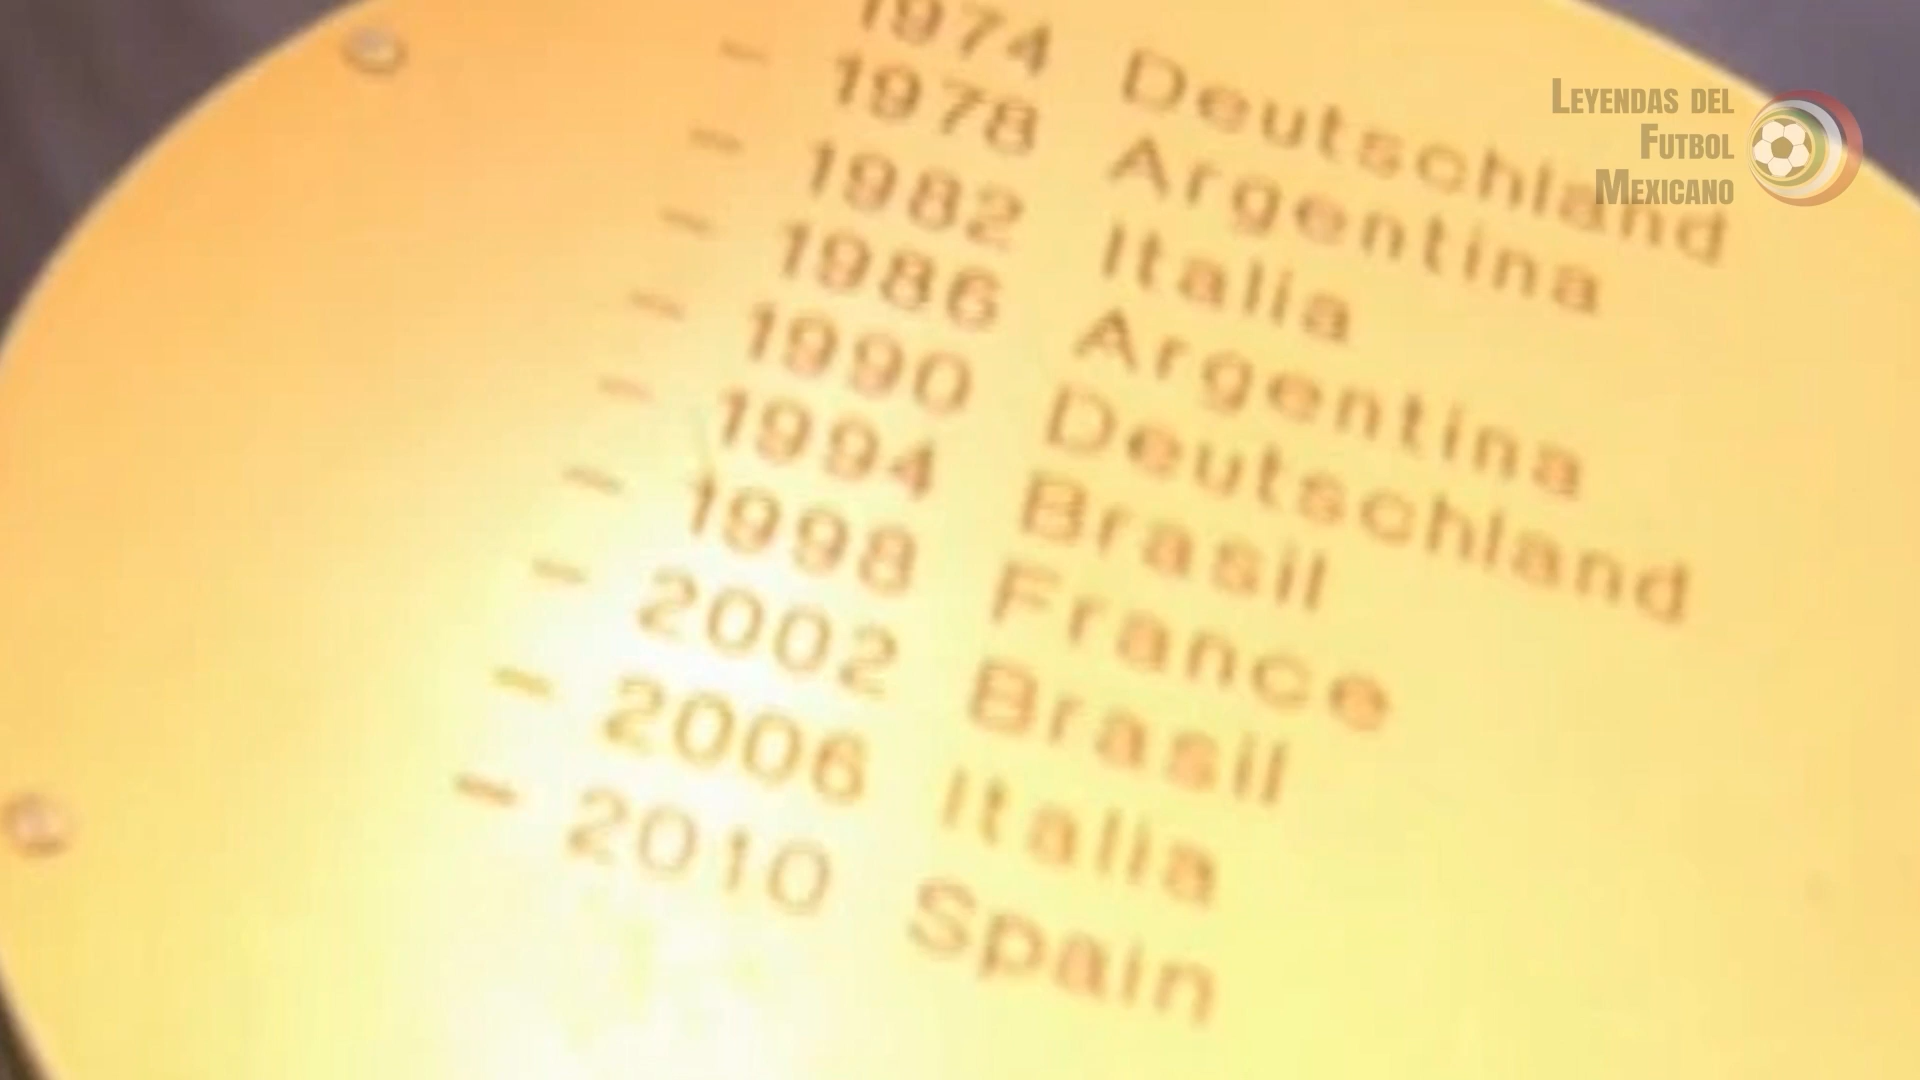 1974 Deutschland
- 1978 Argentina
- 1982 Italia
- 1986 Argentina
- 1990 Deutschland
- 1994 Brasil
- 1998 France
- 2002 Brasil
- 2006 Italia
- 2010 Spain
LEYENDAS DEL
FUTBOL
MEXICANO